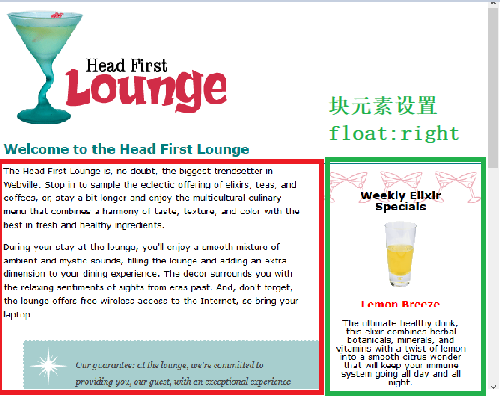 Head First
Lounge
块元素设置
float:right
Welcome to the Head First Lounge
The Head First Lounge is, no doubt, the biggest trendsetter in
Webville. Stop in to sample the eclectic offering of elixirs, teas, and
coffees, or, stay a bit longer and enjoy the multicultural culinary
menu that combines a harmony of taste, texture, and color with the
best in fresh and healthy ingredients.
During your stay at the lounge, you'll enjoy a smooth mixture of
ambient and mystic sounds, filling the lounge and adding an extra
dimension to your dining experience. The decor surrounds you with
the relaxing sentiments of sights from eras past. And, don't forget,
the lounge offers free wireless access to the Internet, so bring your
laptop.
Our guarantee: at the lounge, we're committed to
providing you, our guest, with an exceptional experience
Weekly Elixir
Specials
Lemon Breeze
The ultimate healthy drink,
this elixir combines herbal
botanicals, minerals, and
vitamins with a twist of lemon
into a smooth citrus wonder
that will keep your immune
system going all day and all
night.